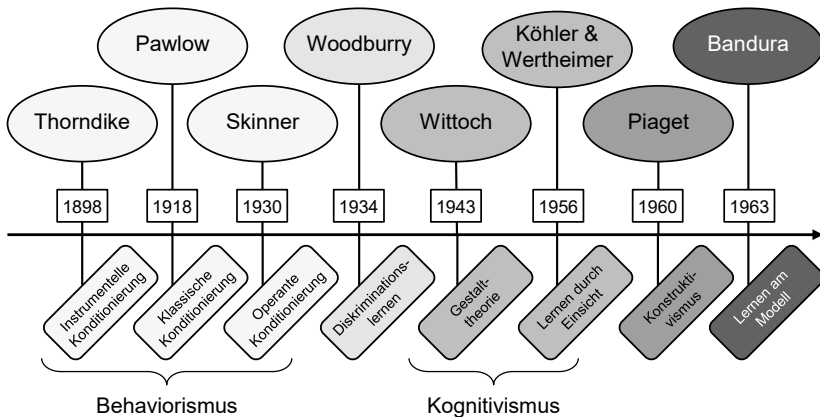 Pawlow
Woodburry
Köhler &
Wertheimer
Bandura
Thorndike
Skinner
Wittoch
Piaget
1898
1918
1930
1934
1943
1956
1960
1963
Instrumentelle
Konditionierung
Klassische
Konditionierung
Operante
Konditionierung
Diskriminations-
lernen
Gestalt-
theorie
Lernen durch
Einsicht
Konstrukti-
vismus
Lernen am
Modell
Behaviorismus
Kognitivismus